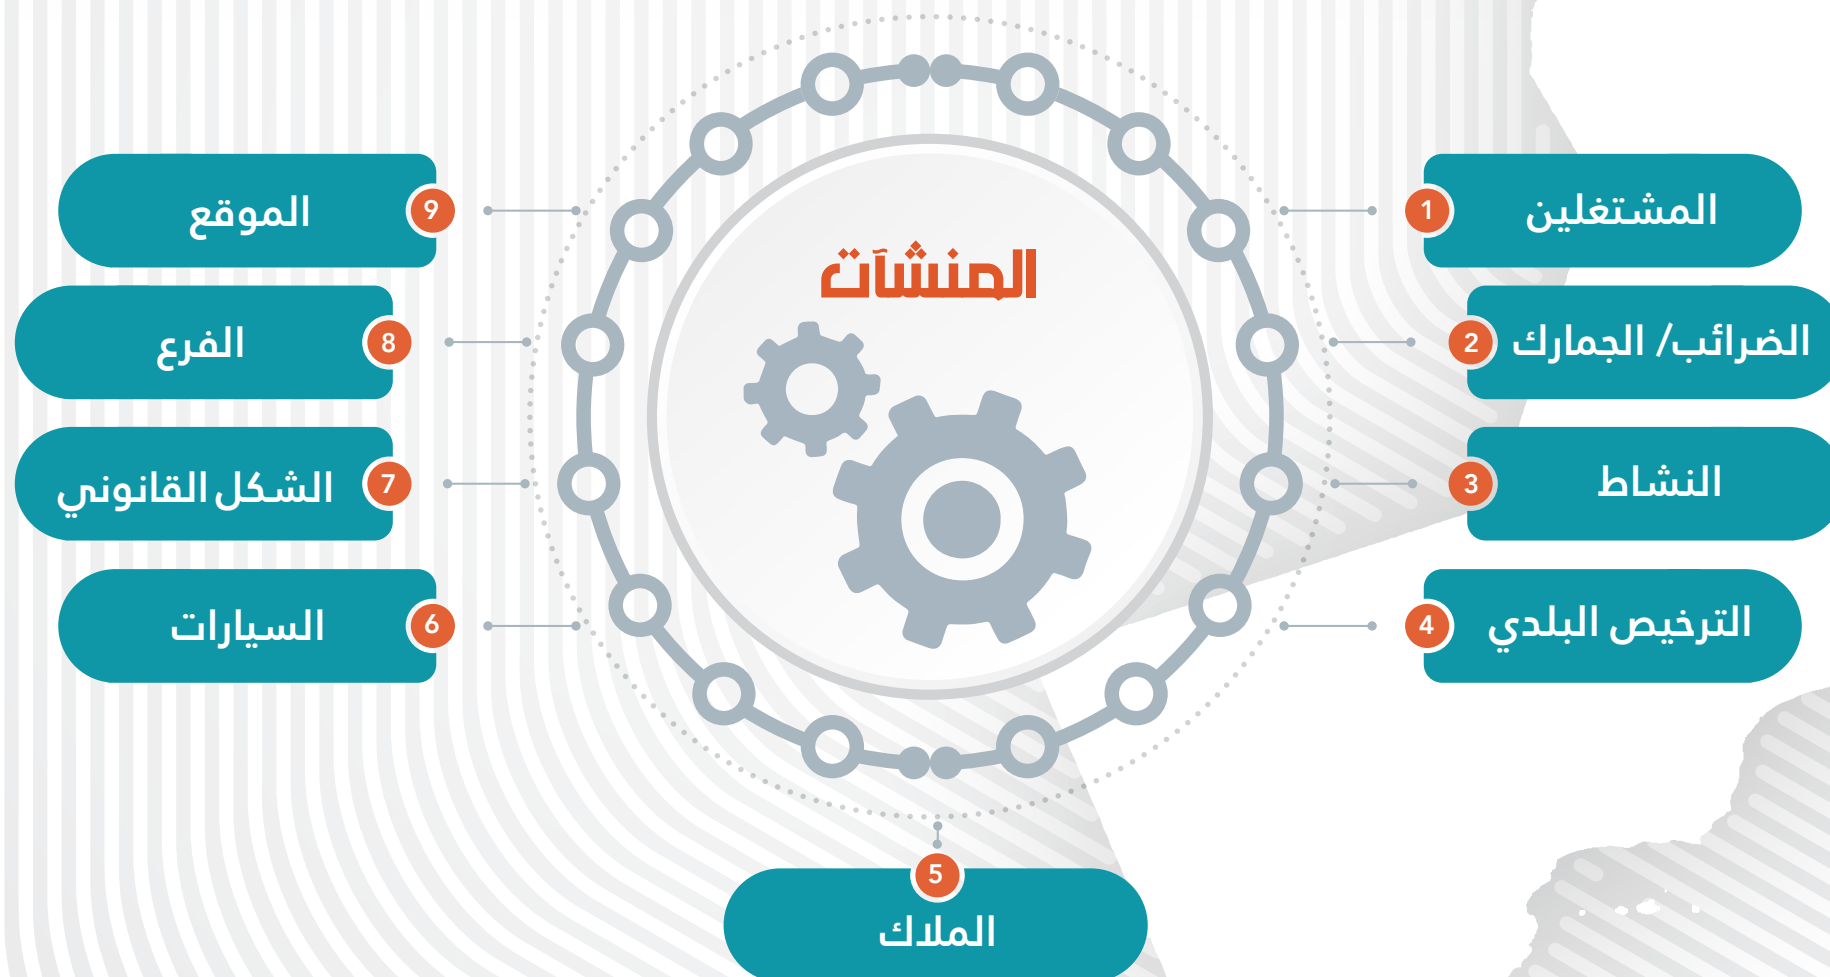 المنشآت
1 المشتغلين
2 الضرائب/ الجمارك
3 النشاط
4 الترخيص البلدي
5
الملاك
6 السيارات
7 الشكل القانوني
8 الفرع
9 الموقع